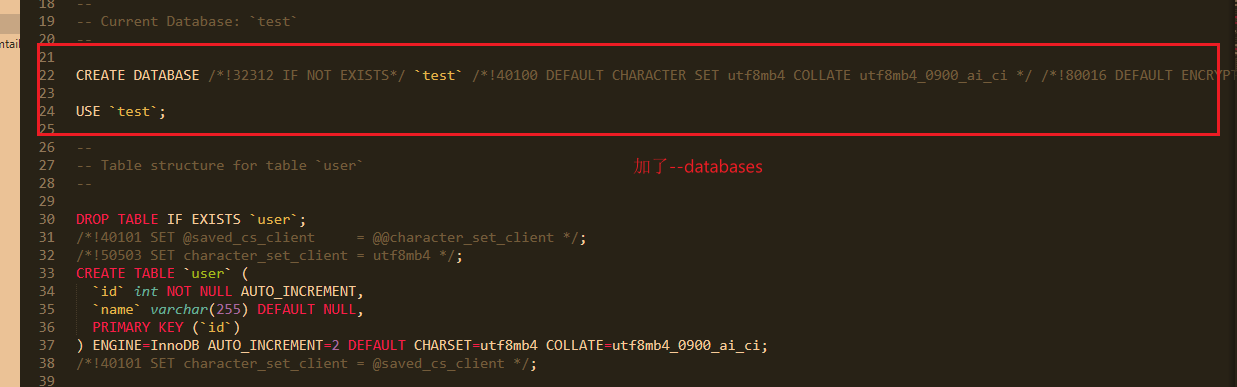 18 --
19 -- Current Database: `test`
20 --
21
22 CREATE DATABASE /*!32312 IF NOT EXISTS*/ `test` /*!40100 DEFAULT CHARACTER SET utf8mb4 COLLATE utf8mb4_0900_ai_ci */ /*!80016 DEFAULT ENCRYPT
23
24 USE `test`;
25
26 --
27 -- Table structure for table `user`
加了--databases
28 --
29
30 DROP TABLE IF EXISTS `user`;
31 /*!40101 SET @saved_cs_client     = @@character_set_client */;
32 /*!50503 SET character_set_client = utf8mb4 */;
33 CREATE TABLE `user` (
34   `id` int NOT NULL AUTO_INCREMENT,
35   `name` varchar(255) DEFAULT NULL,
36   PRIMARY KEY (`id`)
37 ) ENGINE=InnoDB AUTO_INCREMENT=2 DEFAULT CHARSET=utf8mb4 COLLATE=utf8mb4_0900_ai_ci;
38 /*!40101 SET character_set_client = @saved_cs_client */;
39